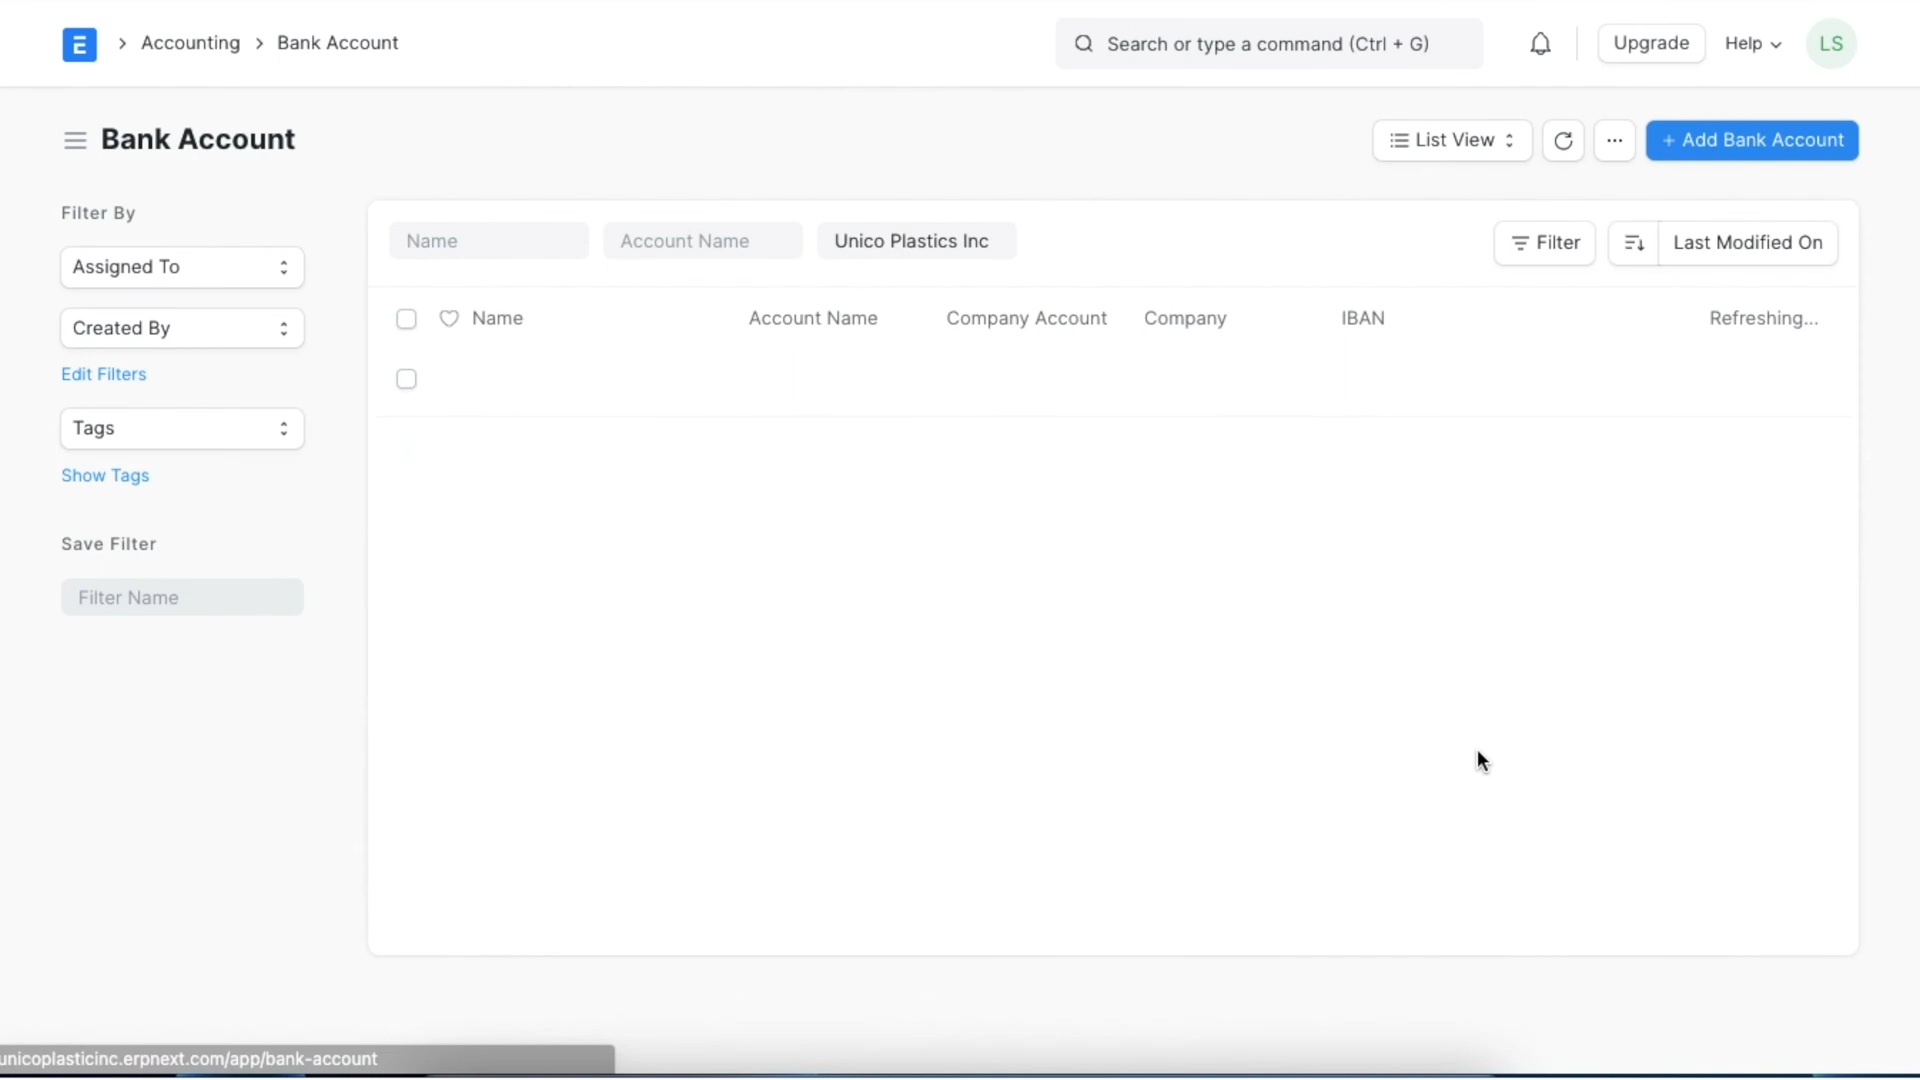 E > Accounting > Bank Account
Search or type a command (Ctrl + G)
Upgrade
Help
LS
Bank Account
List View
...
+ Add Bank Account
Filter By
Assigned To
Created By
Edit Filters
Tags
Show Tags
Save Filter
Filter Name
Name
Account Name
Unico Plastics Inc
Filter
Last Modified On
Name
Account Name
Company Account
Company
IBAN
Refreshing...
unicoplasticinc.erpnext.com/app/bank-account